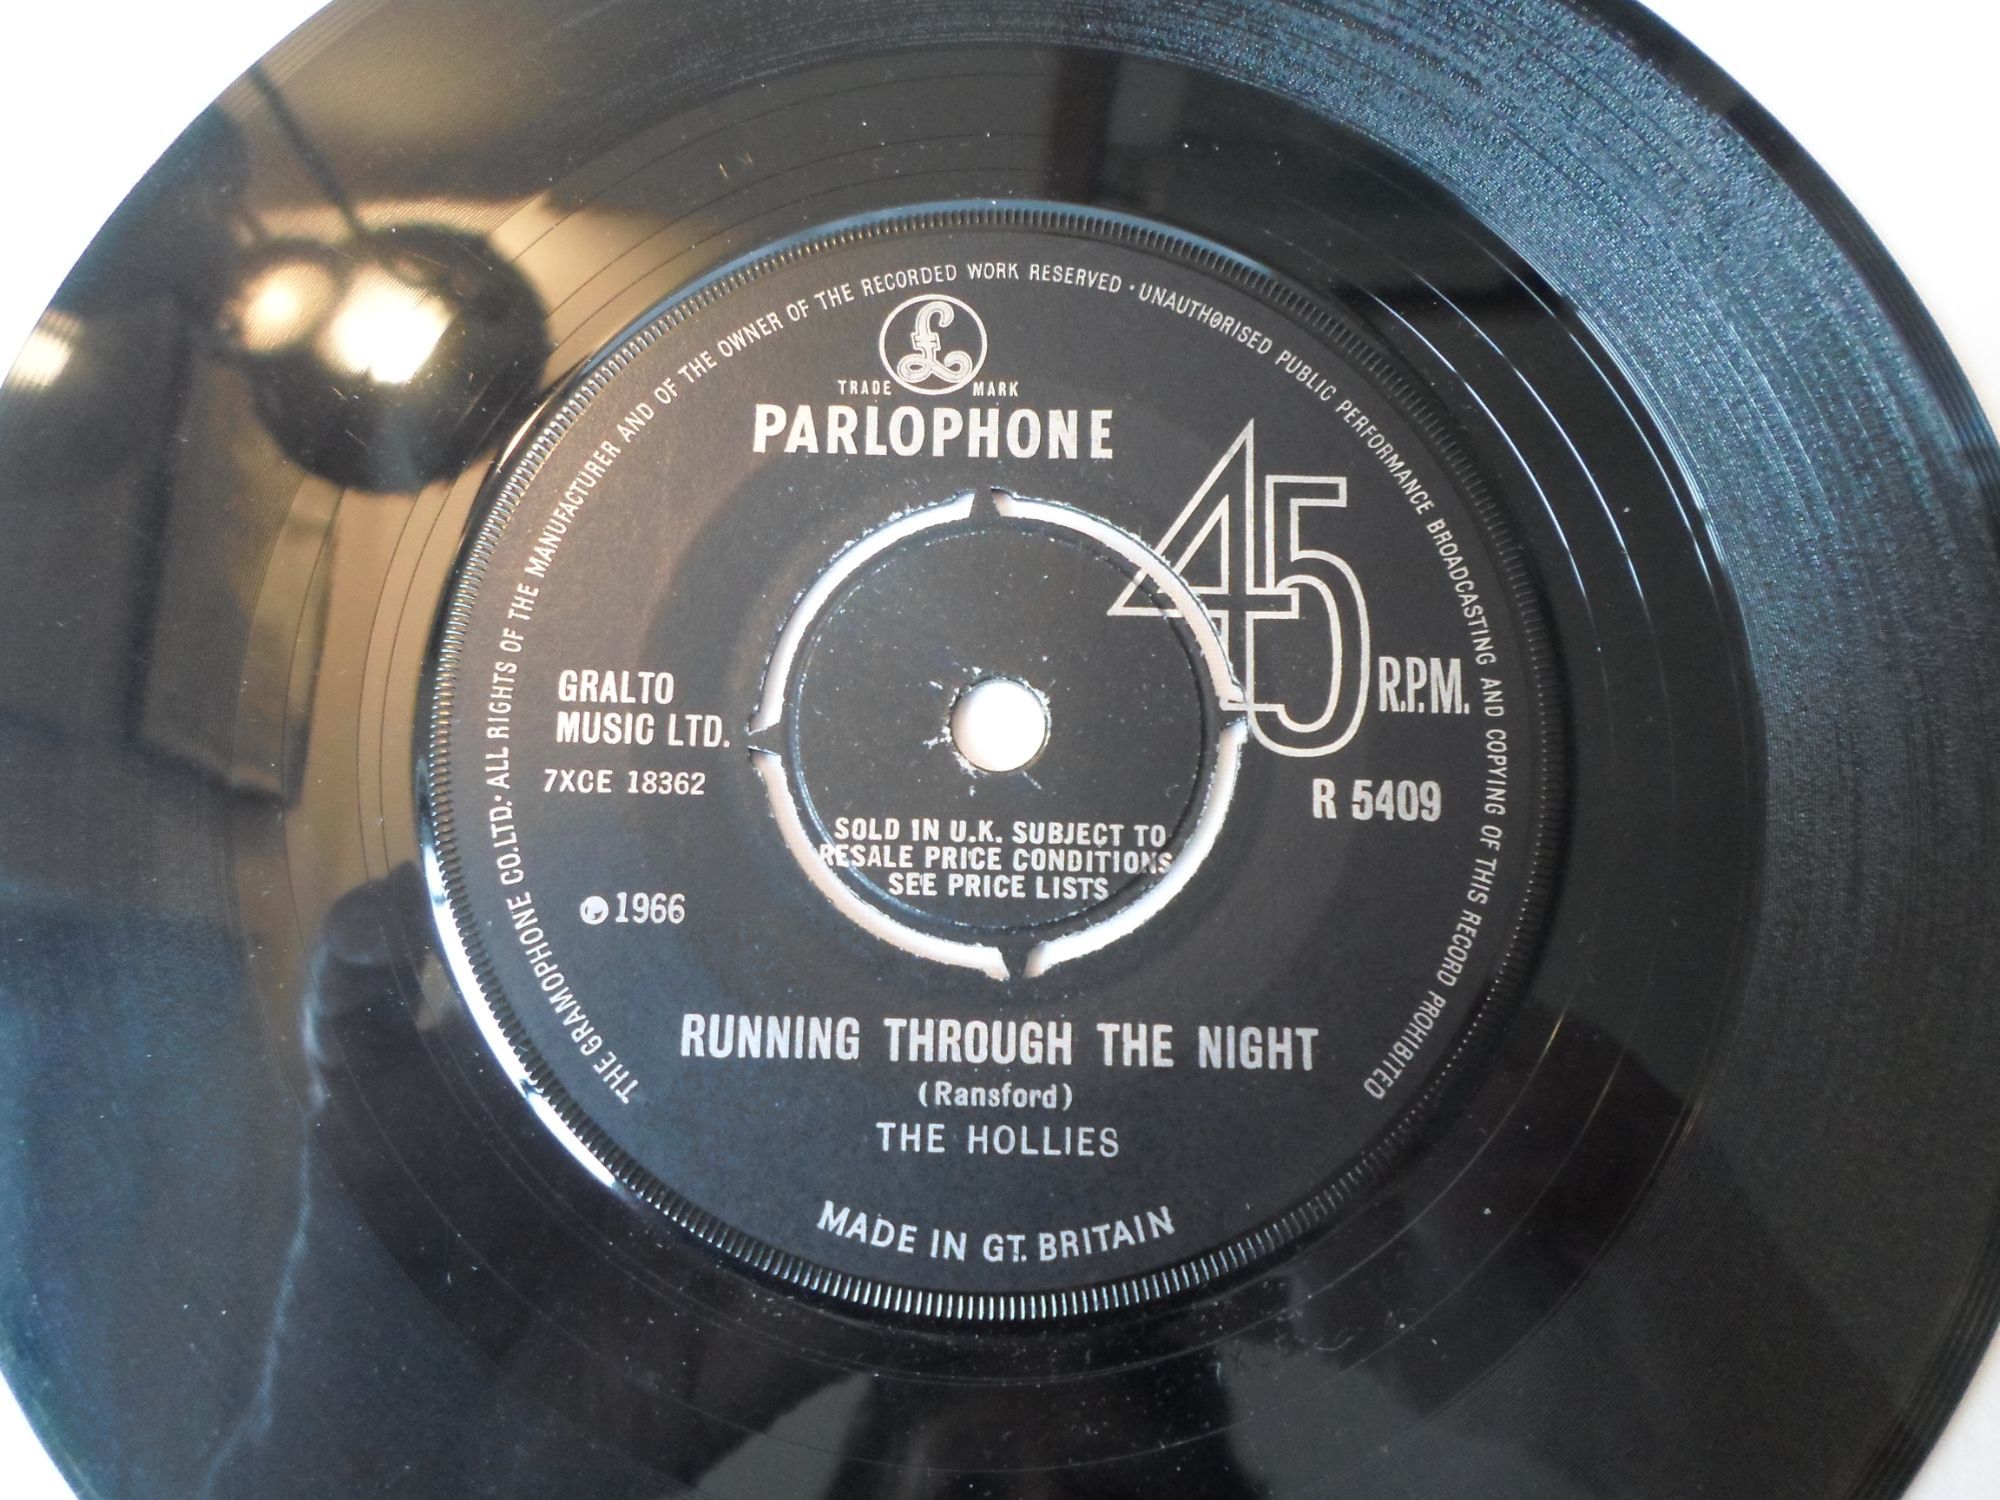 THE GRAMOPHONE CO. LTD. · ALL RIGHTS OF THE MANUFACTURER AND OF THE OWNER OF THE RECORDED WORK RESERVED · UNAUTHORISED PUBLIC PERFORMANCE BROADCASTING AND COPYING OF THIS RECORD PROHIBITED
£
TRADE MARK
PARLOPHONE
45 R.P.M.
GRALTO
MUSIC LTD.
7XCE 18362
R 5409
SOLD IN U.K. SUBJECT TO
RESALE PRICE CONDITIONS
SEE PRICE LISTS
℗1966
RUNNING THROUGH THE NIGHT
(Ransford)
THE HOLLIES
MADE IN GT. BRITAIN